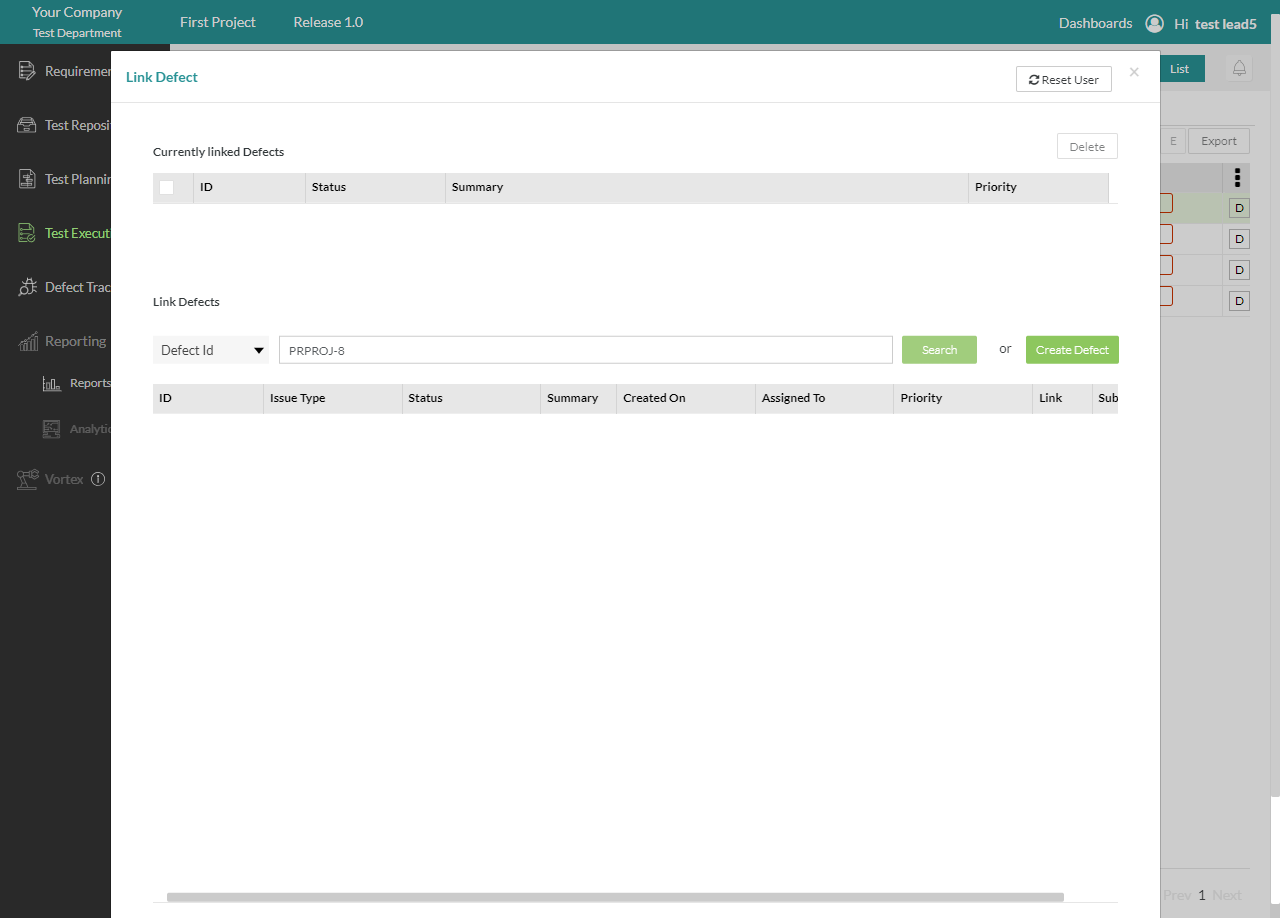 Your Company
Test Department
First Project
Release 1.0
Dashboards
Hi test lead5
Link Defect
Reset User
×
List
Requiremen
Test Reposi
Test Plannin
Test Executi
Defect Trac
Reporting
Reports
Analytic
Vortex
E
Export
Currently linked Defects
Delete
ID
Status
Summary
Priority
D
D
D
D
Link Defects
Defect Id
PRPROJ-8
Search
or
Create Defect
ID
Issue Type
Status
Summary
Created On
Assigned To
Priority
Link
Sub
Prev 1 Next